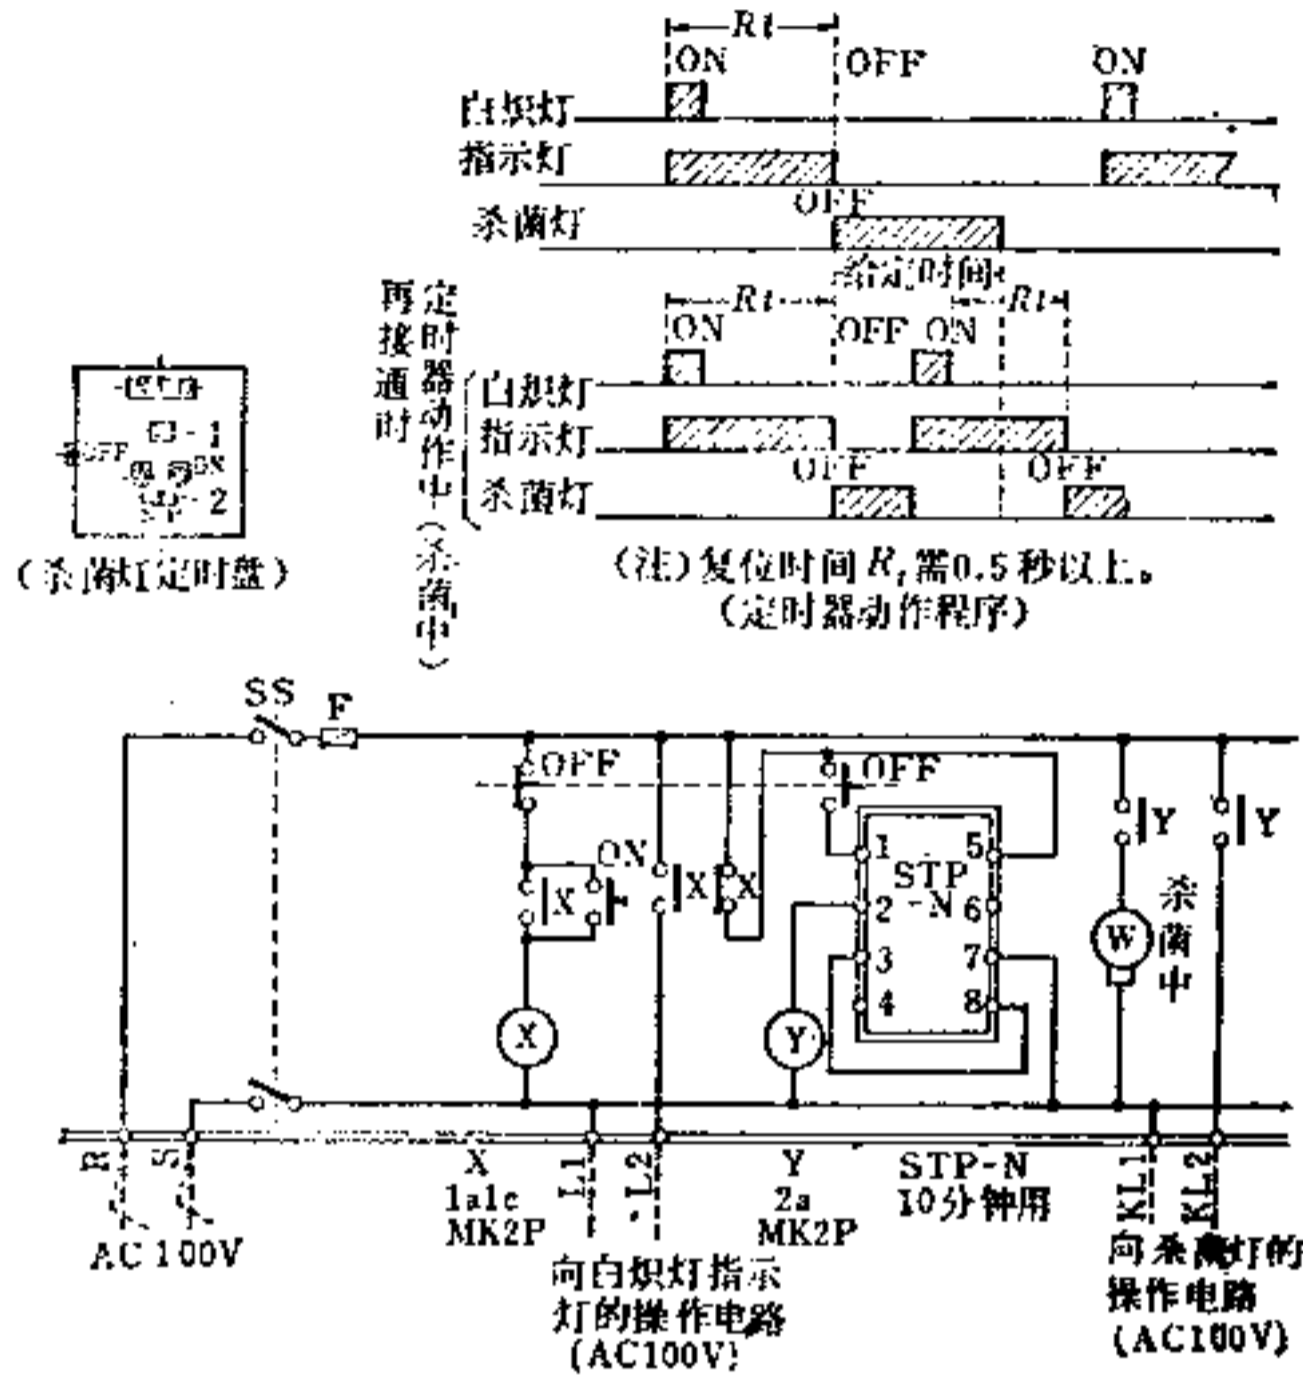 Rt
ON OFF ON
白炽灯
指示灯
OFF
杀菌灯
给定时间
再接通时
定时器动作中(杀菌中)
Rt Rt
ON OFF ON
白炽灯
指示灯
OFF OFF
杀菌灯
1
OFF ON
2
(杀菌灯定时盘)
(注)复位时间Rt需0.5秒以上。
(定时器动作程序)
SS F
OFF OFF
ON
X X X
1 5
STP
-N
2 6
3 7
4 8
Y Y
W
杀菌中
X Y
R S L1 L2 KL1 KL2
AC 100V
X
1a1c
MK2P
Y
2a
MK2P
STP-N
10分钟用
向白炽灯指示
灯的操作电路
(AC100V)
向杀菌灯的
操作电路
(AC100V)